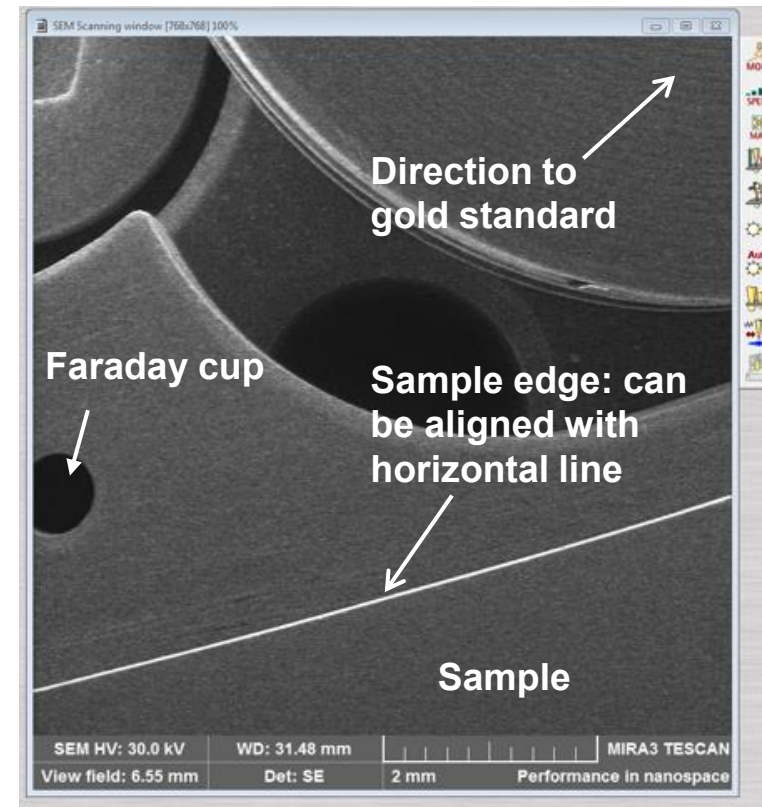 SEM Scanning window [768x768] 100%
Direction to
gold standard
Faraday cup
Sample edge: can
be aligned with
horizontal line
Sample
SEM HV: 30.0 kV
WD: 31.48 mm
MIRA3 TESCAN
View field: 6.55 mm
Det: SE
2 mm
Performance in nanospace